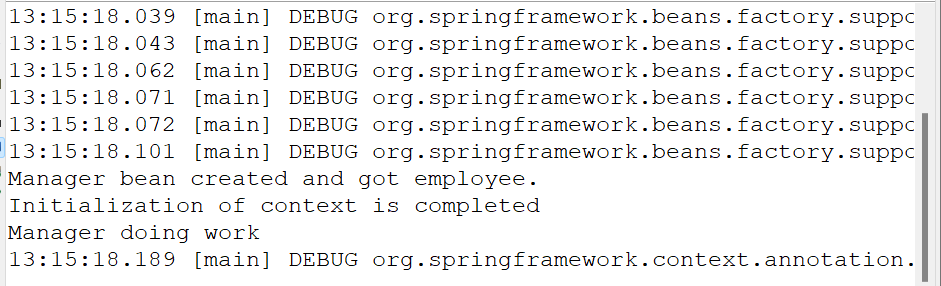 13:15:18.039 [main] DEBUG org.springframework.beans.factory.suppo
13:15:18.043 [main] DEBUG org.springframework.beans.factory.suppo
13:15:18.062 [main] DEBUG org.springframework.beans.factory.suppo
13:15:18.071 [main] DEBUG org.springframework.beans.factory.suppo
13:15:18.072 [main] DEBUG org.springframework.beans.factory.suppo
13:15:18.101 [main] DEBUG org.springframework.beans.factory.suppo
Manager bean created and got employee.
Initialization of context is completed
Manager doing work
13:15:18.189 [main] DEBUG org.springframework.context.annotation.